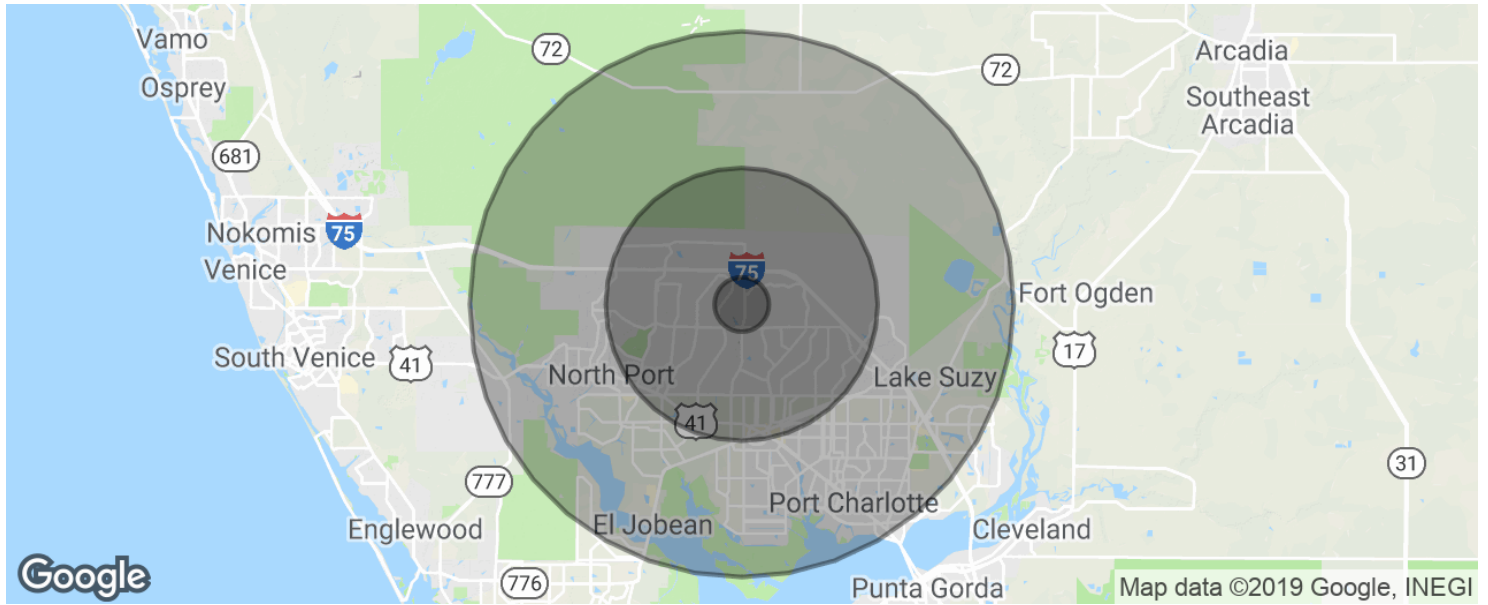 Vamo
Osprey
72
72
Arcadia
Southeast
Arcadia
681
Nokomis
75
Venice
75
Fort Ogden
South Venice
41
17
North Port
Lake Suzy
41
31
777
Port Charlotte
Englewood
El Jobean
Cleveland
Google
776
Punta Gorda
Map data ©2019 Google, INEGI